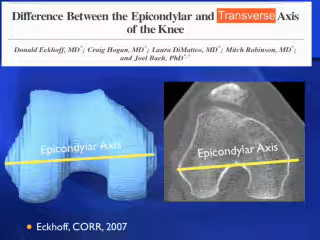 Difference Between the Epicondylar and Transverse Axis
of the Knee
Donald Eckhoff, MD*; Craig Hogan, MD*; Laura DiMatteo, MD*; Mitch Robinson, MD*;
and Joel Bach, PhD*,†
Epicondylar Axis
Epicondylar Axis
Eckhoff, CORR, 2007